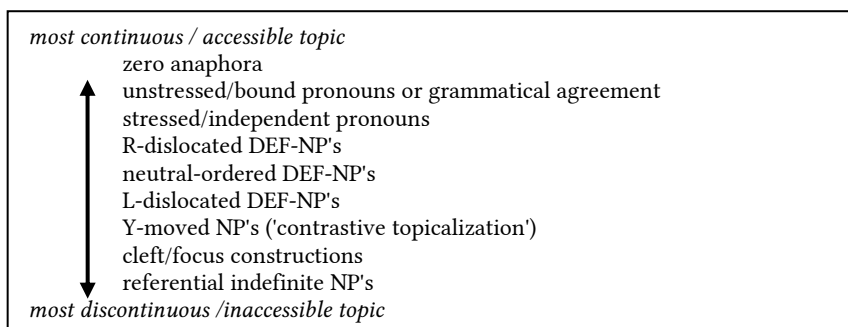 most continuous / accessible topic
zero anaphora
unstressed/bound pronouns or grammatical agreement
stressed/independent pronouns
R-dislocated DEF-NP's
neutral-ordered DEF-NP's
L-dislocated DEF-NP's
Y-moved NP's ('contrastive topicalization')
cleft/focus constructions
referential indefinite NP's
most discontinuous /inaccessible topic